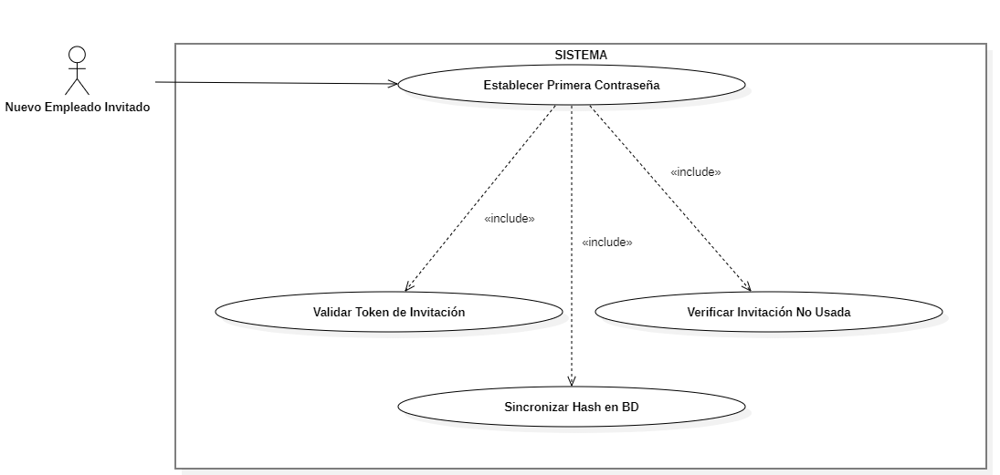 SISTEMA
Establecer Primera Contraseña
Nuevo Empleado Invitado
«include»
«include»
«include»
Validar Token de Invitación
Verificar Invitación No Usada
Sincronizar Hash en BD